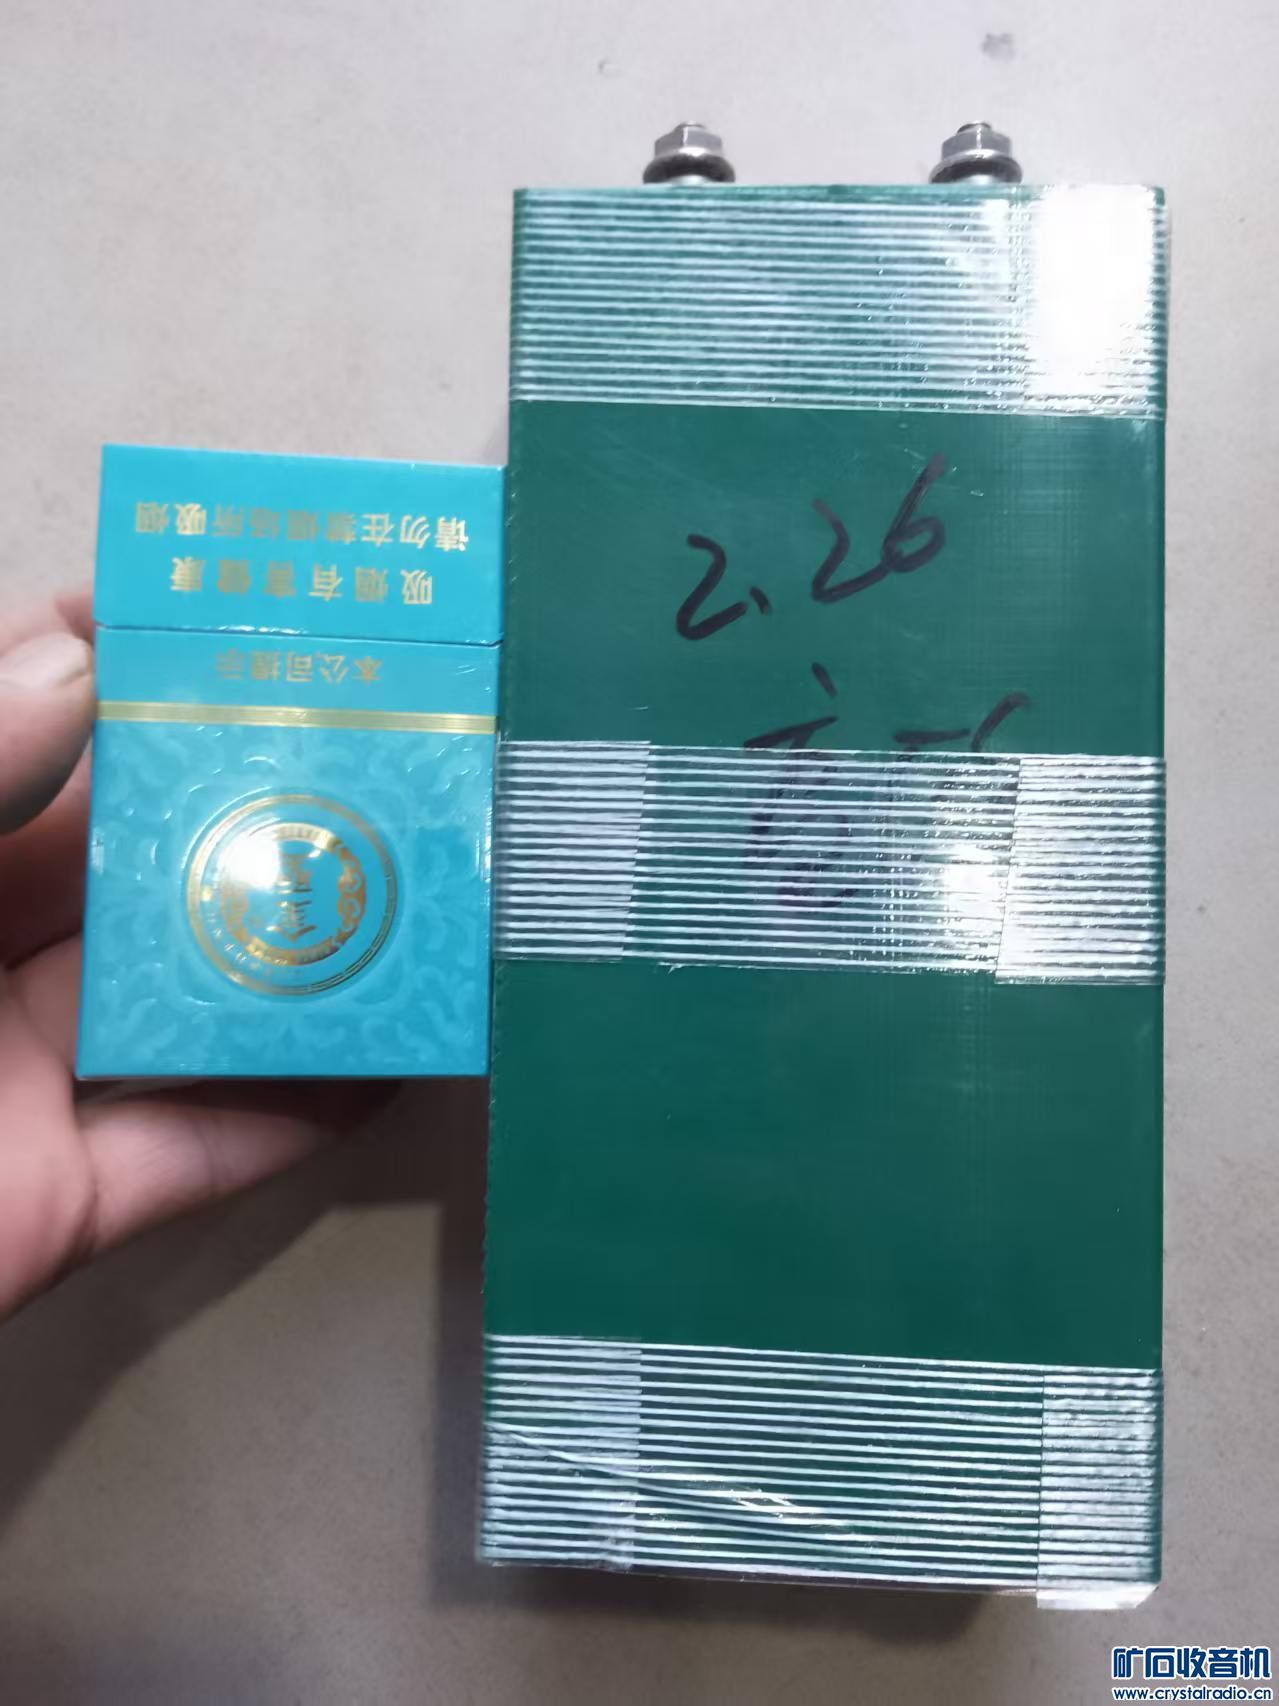 请勿在禁烟场所吸烟
吸烟有害健康
本公司提示
2.26
矿石收音机
www.crystalradio.cn